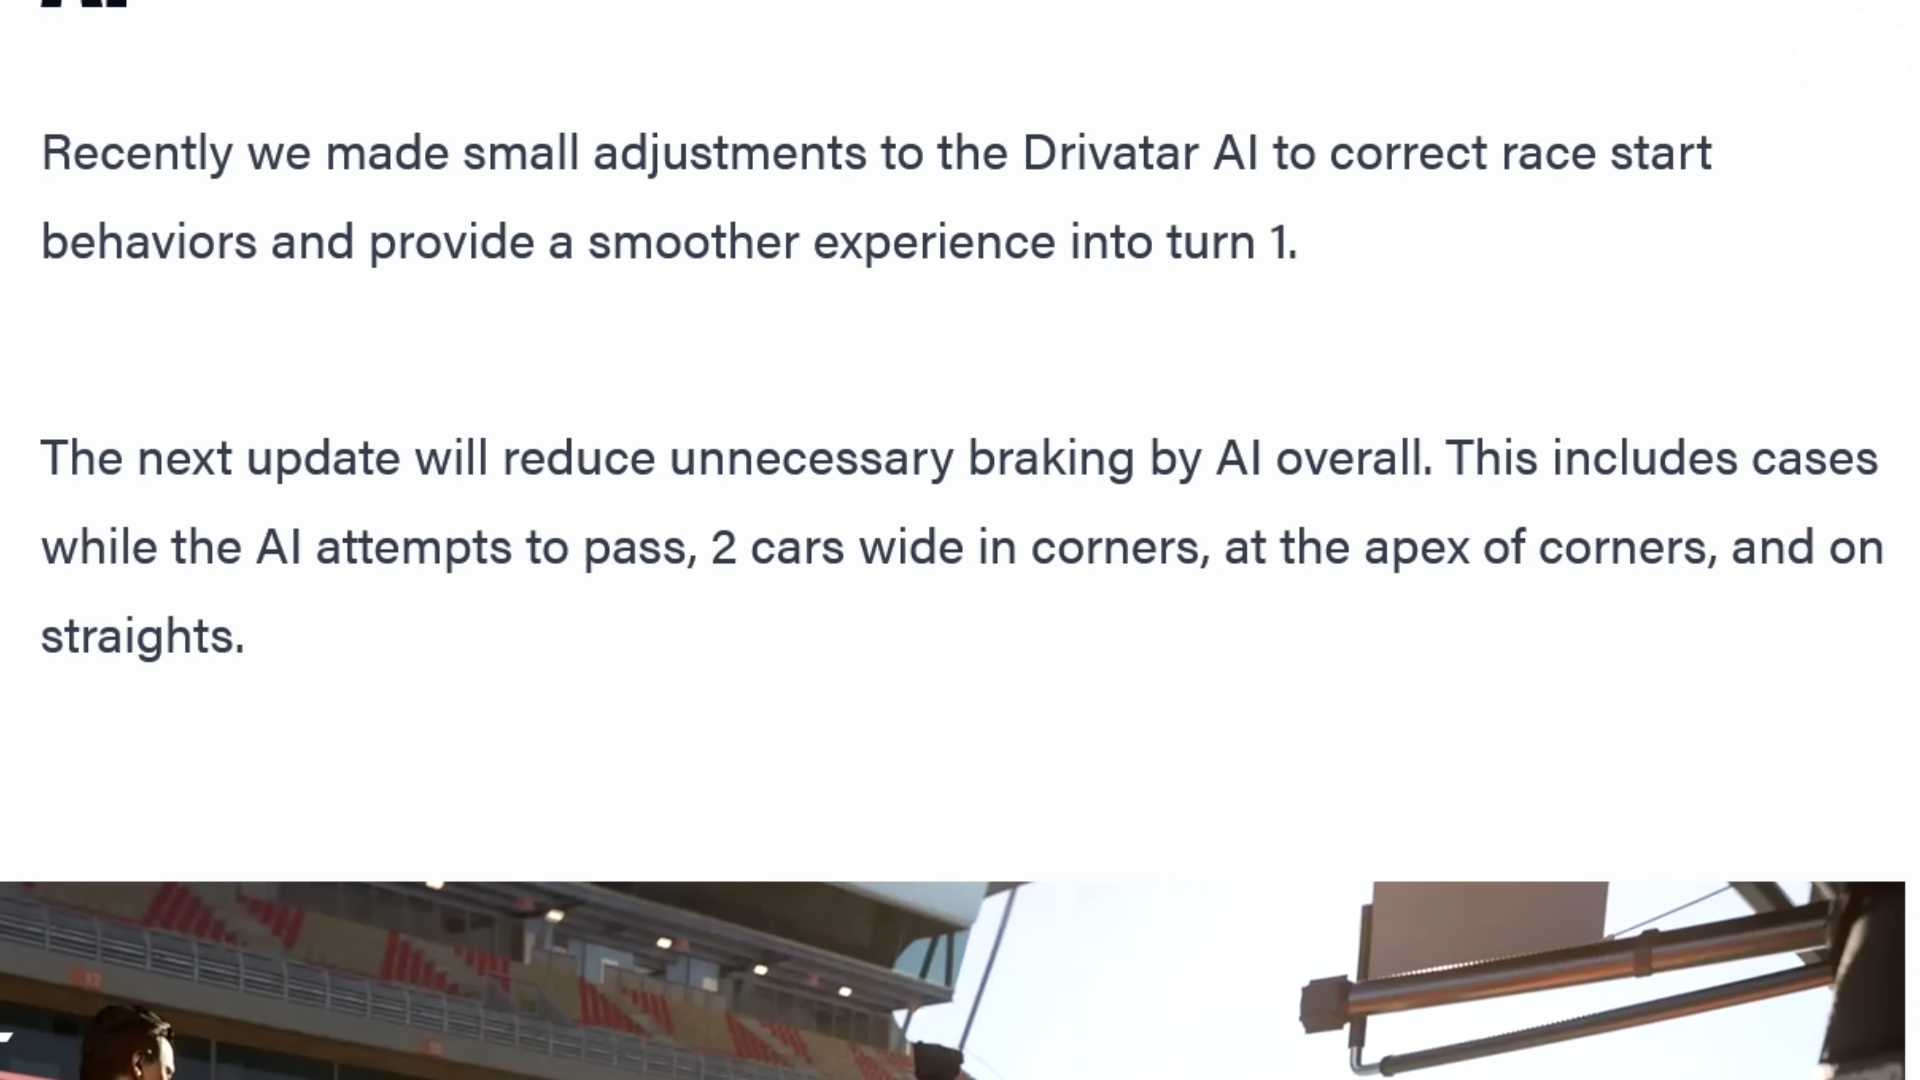 AI
Recently we made small adjustments to the Drivatar AI to correct race start
behaviors and provide a smoother experience into turn 1.
The next update will reduce unnecessary braking by AI overall. This includes cases
while the AI attempts to pass, 2 cars wide in corners, at the apex of corners, and on
straights.